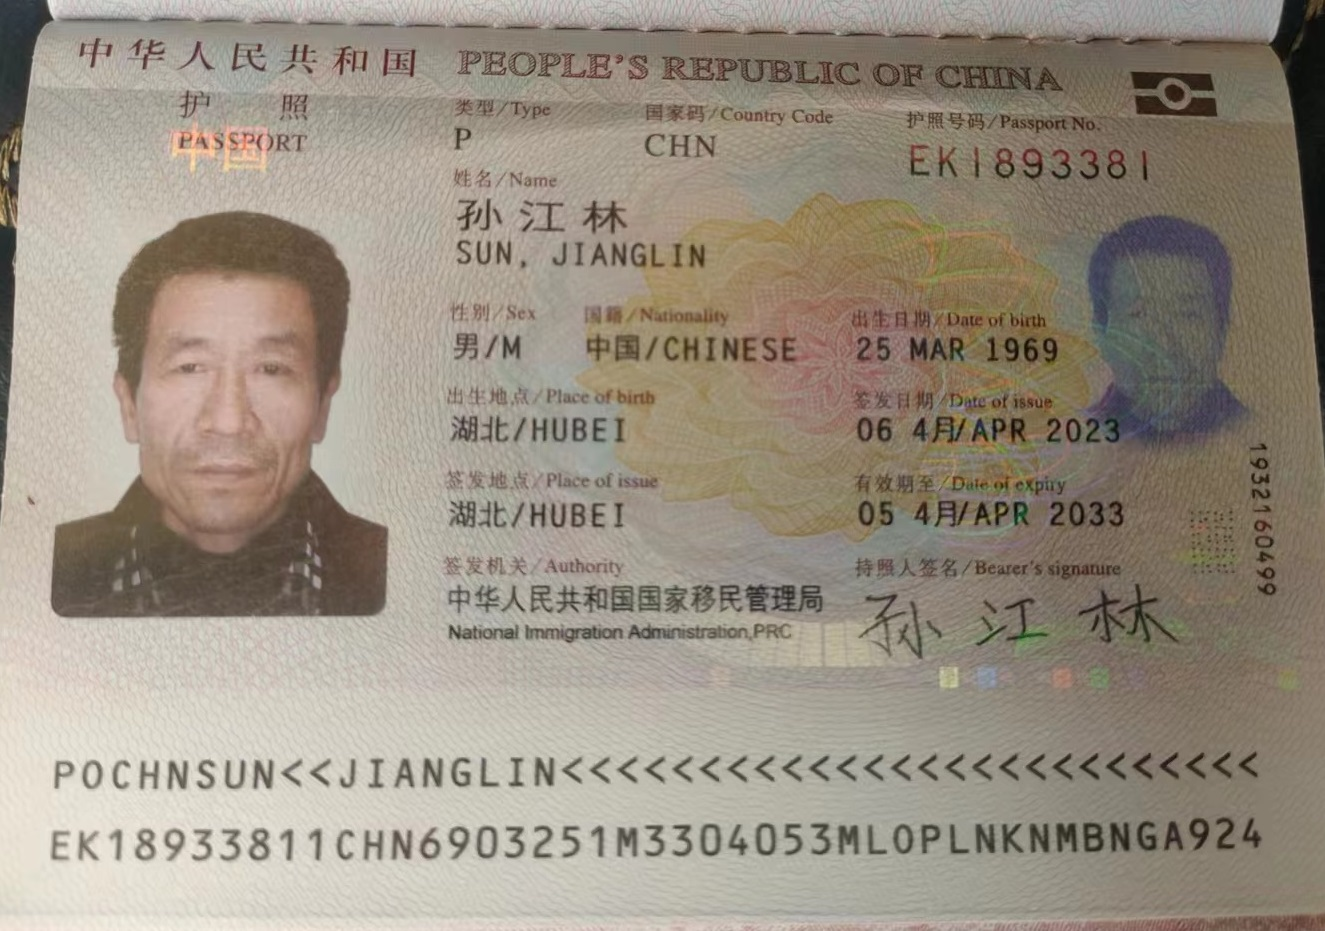 中华人民共和国 PEOPLE'S REPUBLIC OF CHINA
护 照
PASSPORT
中国
类型/Type 国家码/Country Code 护照号码/Passport No.
P CHN EK1893381
姓名/Name
孙江林
SUN, JIANGLIN
性别/Sex 国籍/Nationality 出生日期/Date of birth
男/M 中国/CHINESE 25 MAR 1969
出生地点/Place of birth 签发日期/Date of issue
湖北/HUBEI 06 4月/APR 2023
签发地点/Place of issue 有效期至/Date of expiry
湖北/HUBEI 05 4月/APR 2033
签发机关/Authority 持照人签名/Bearer's signature
中华人民共和国国家移民管理局 孙江林
National Immigration Administration,PRC
1932160499
POCHNSUN<<JIANGLIN<<<<<<<<<<<<<<<<<<<<<<<<<<
EK18933811CHN6903251M3304053MLOPLNKNMBNGA924